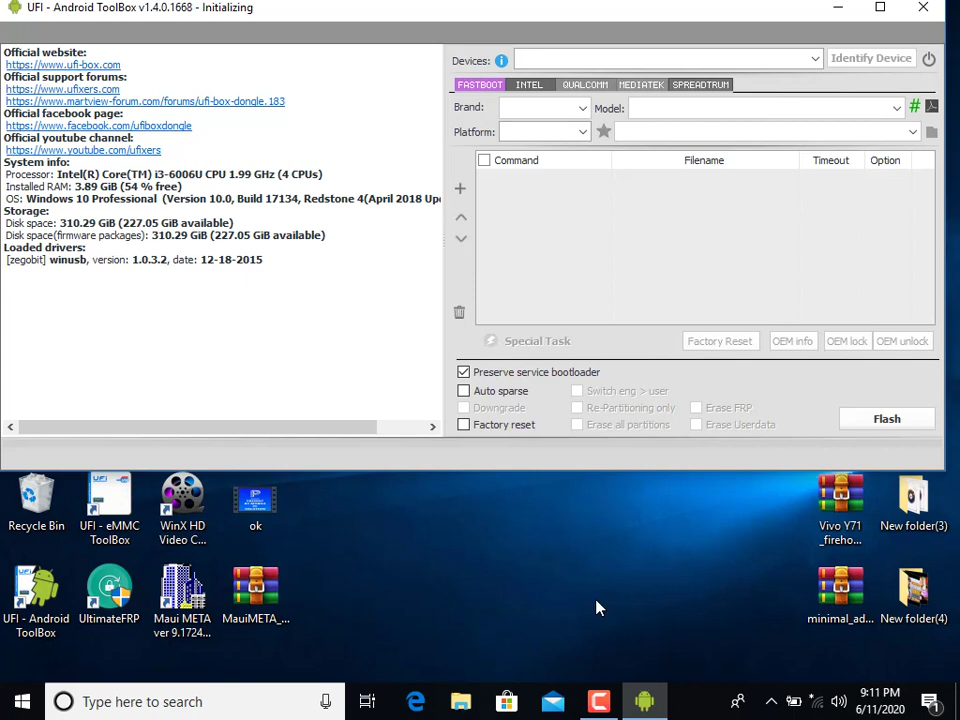 UFI - Android ToolBox v1.4.0.1668 - Initializing
Official website:
https://www.ufi-box.com
Official support forums:
https://www.ufixers.com
https://www.martview-forum.com/forums/ufi-box-dongle.183
Official facebook page:
https://www.facebook.com/ufiboxdongle
Official youtube channel:
https://www.youtube.com/ufixers
System info:
Processor: Intel(R) Core(TM) i3-6006U CPU 1.99 GHz (4 CPUs)
Installed RAM: 3.89 GiB (54 % free)
OS: Windows 10 Professional (Version 10.0, Build 17134, Redstone 4(April 2018 Up
Storage:
Disk space: 310.29 GiB (227.05 GiB available)
Disk space(firmware packages): 310.29 GiB (227.05 GiB available)
Loaded drivers:
[zegobit] winusb, version: 1.0.3.2, date: 12-18-2015
Devices:
Identify Device
FASTBOOT INTEL QUALCOMM MEDIATEK SPREADTRUM
Brand: Model: #
Platform:
Command Filename Timeout Option
Special Task Factory Reset OEM info OEM lock OEM unlock
Preserve service bootloader
Auto sparse Switch eng > user
Downgrade Re-Partitioning only Erase FRP
Factory reset Erase all partitions Erase Userdata
Flash
Recycle Bin
UFI - eMMC ToolBox
WinX HD Video C...
ok
Vivo Y71 _fireho...
New folder(3)
UFI - Android ToolBox
UltimateFRP
Maui META ver 9.1724...
MauiMETA_...
minimal_ad...
New folder(4)
Type here to search
9:11 PM
6/11/2020
1